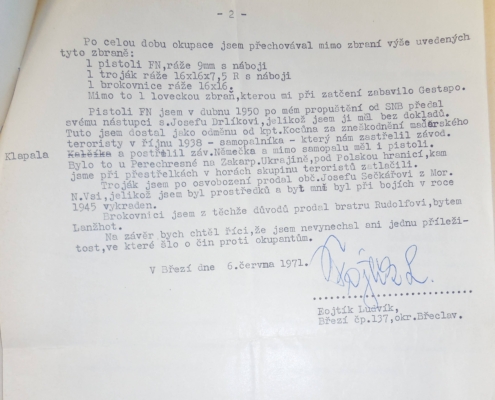 - 2 -
Po celou dobu okupace jsem přechovával mimo zbraní výše uvedených
tyto zbraně:
1 pistoli FN,ráže 9mm s náboji
1 troják ráže 16x16x7,5 R s náboji
1 brokovnice ráže 16x16.
Mimo to 1 loveckou zbraň,kterou mi při zatčení zabavilo Gestapo.
Pistoli FN jsem v dubnu 1950 po mém propuštění od SNB předal
svému nástupci s.Josefu Drlíkovi,jelikož jsem ji měl bez dokladů.
Tuto jsem dostal jako odměnu od kpt.Kocůna za zneškodnění maďarského
teroristy v Říjnu 1938 - samopalníka - který nám zastřelil závod.
Klapala a postřelil záv.Němečka a mimo samopalu měl i pistoli.
Bylo to u Perechresné na Zakarp.Ukrajině,pod Polskou hranicí,kam
jsme při přestřelkách v horách skupinu teroristů zatlačili.
Troják jsem po osvobození prodal obč.Josefu Sečkářovi z Mor.
N.Vsi,jelikož jsem byl prostředků a byt mně byl při bojích v roce
1945 vykraden.
Brokovnici jsem z těchže důvodů prodal bratru Rudolfovi,bytem
Lanžhot.
Na závěr bych chtěl říci,že jsem nevynechal ani jednu příleži-
tost,ve které šlo o čin proti okupantům.
V Březí dne 6.června 1971.
Rojtík Ludvík,
Březí čp.137,okr.Břeclav.